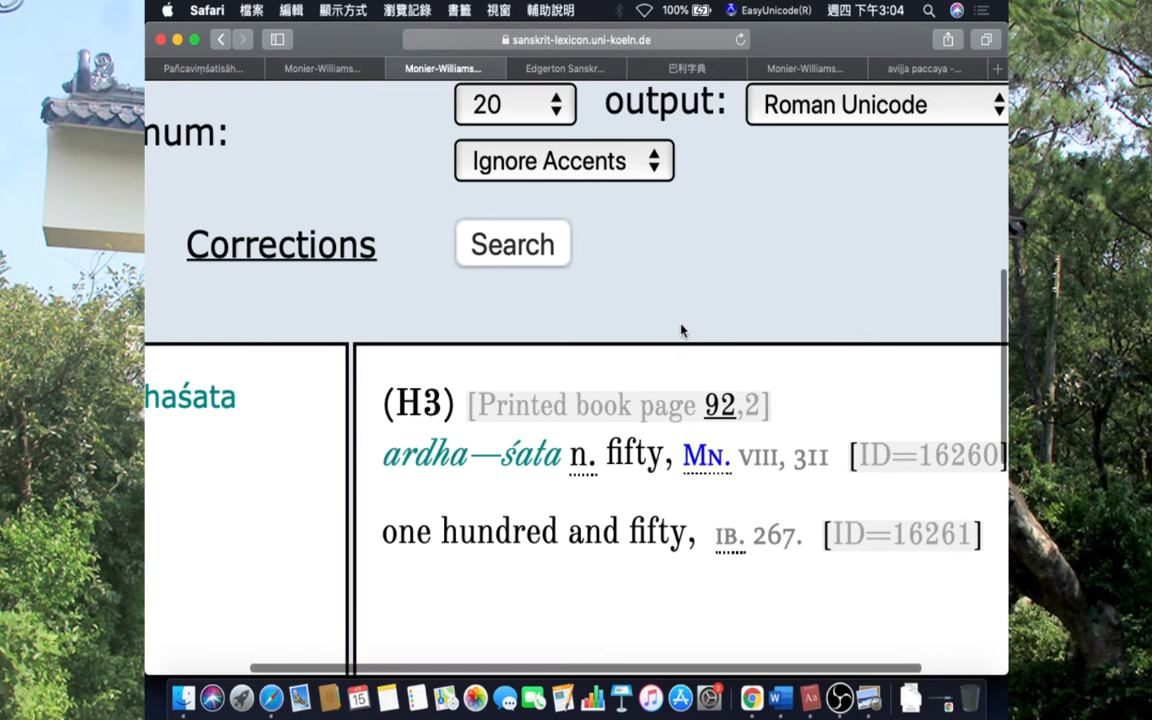 Safari 檔案 編輯 顯示方式 瀏覽記錄 書籤 視窗 輔助說明 100% EasyUnicode(R) 週四 下午3:04
sanskrit-lexicon.uni-koeln.de
Pañcaviṃśatisāh... Monier-Williams... Monier-Williams... Edgerton Sanskr... 巴利字典 Monier-Williams... avijja paccaya -...
20 output: Roman Unicode
mum:
Ignore Accents
Corrections Search
haśata
(H3) [Printed book page 92,2]
ardha—śata n. fifty, Mn. viii, 311 [ID=16260]
one hundred and fifty, ib. 267. [ID=16261]
15